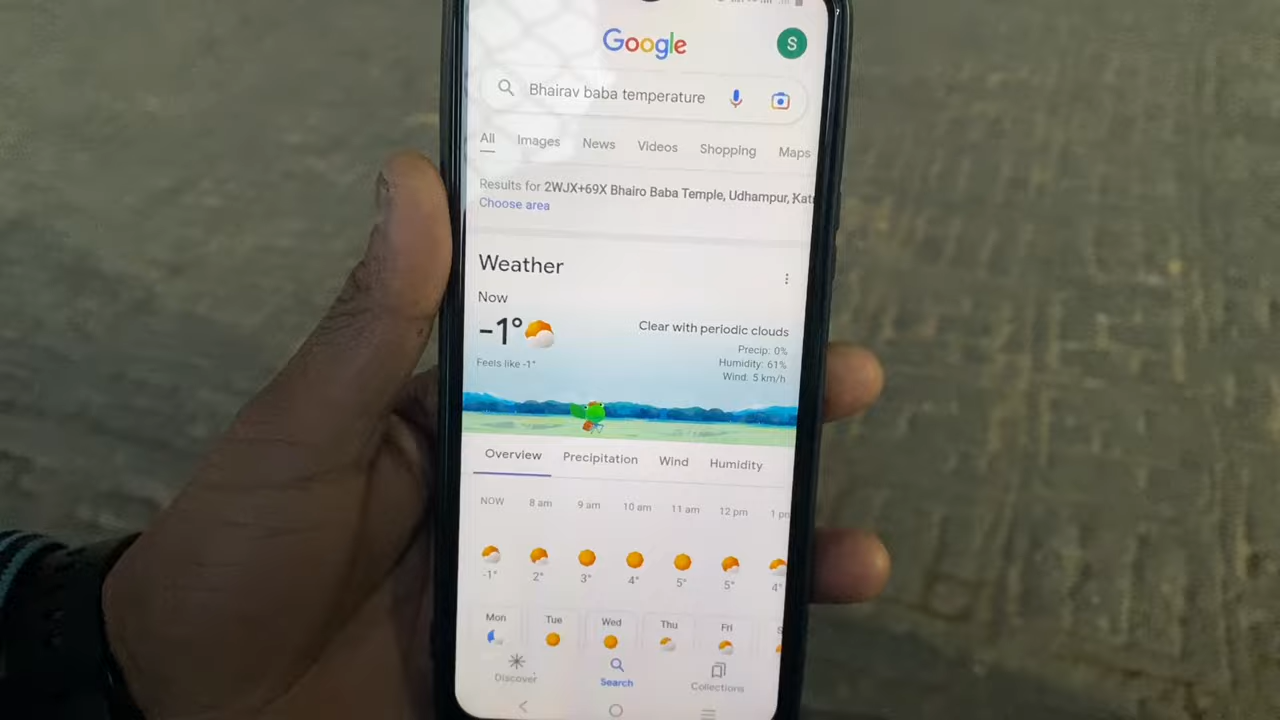 Google
S
Bhairav baba temperature
All Images News Videos Shopping Maps
Results for 2WJX+69X Bhairo Baba Temple, Udhampur, Kat
Choose area
Weather
Now
-1°
Clear with periodic clouds
Precip: 0%
Humidity: 61%
Wind: 5 km/h
Feels like -1°
Overview Precipitation Wind Humidity
NOW 8 am 9 am 10 am 11 am 12 pm 1 pm
-1° 2° 3° 4° 5° 5° 4°
Mon Tue Wed Thu Fri S
Discover Search Collections